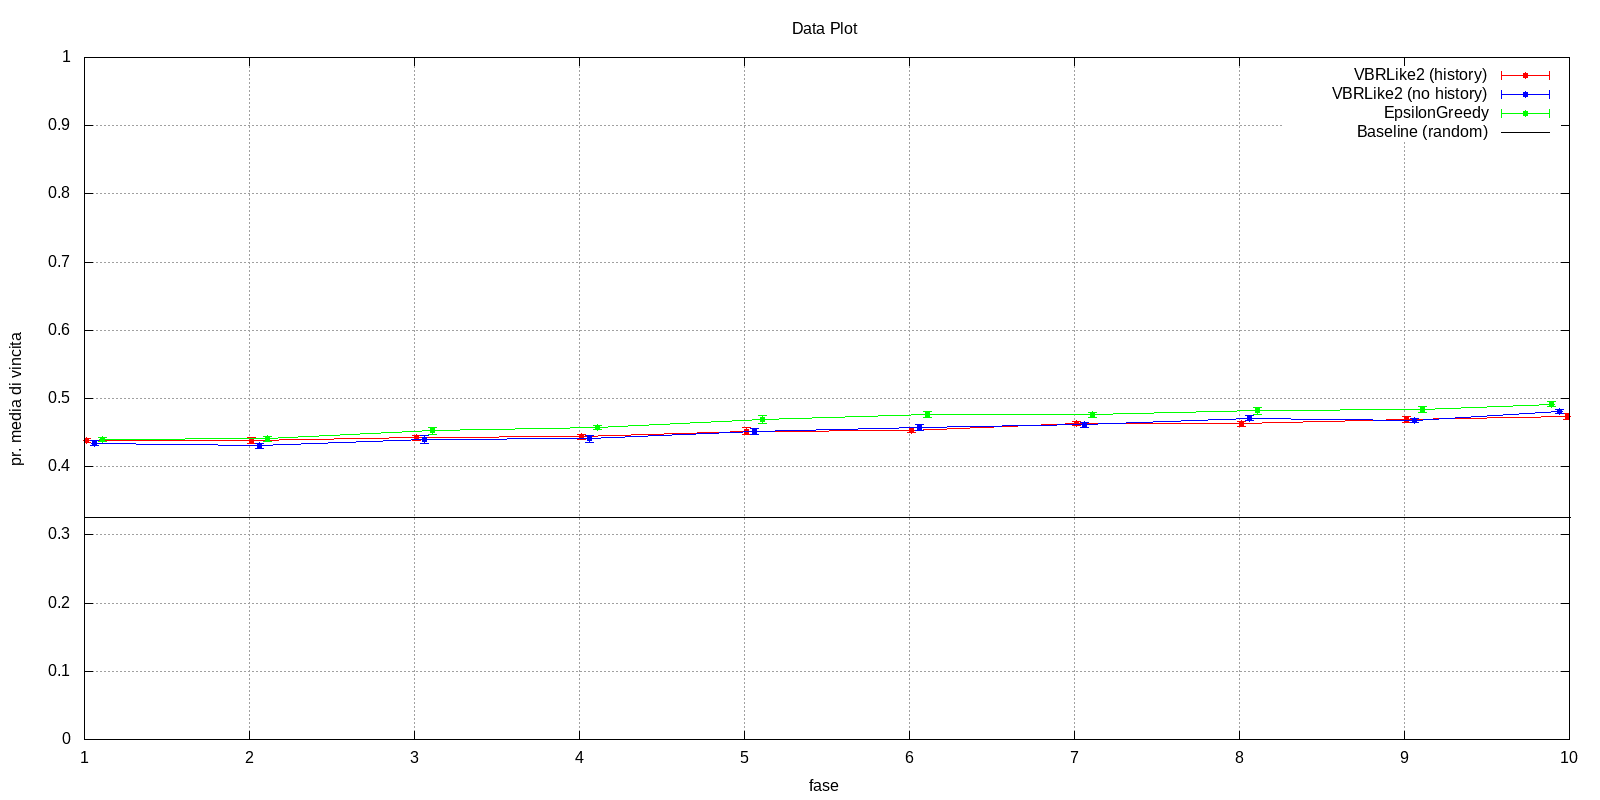 Data Plot
VBRLike2 (history)
VBRLike2 (no history)
EpsilonGreedy
Baseline (random)
1
0.9
0.8
0.7
0.6
0.5
0.4
0.3
0.2
0.1
0
pr. media di vincita
1 2 3 4 5 6 7 8 9 10
fase